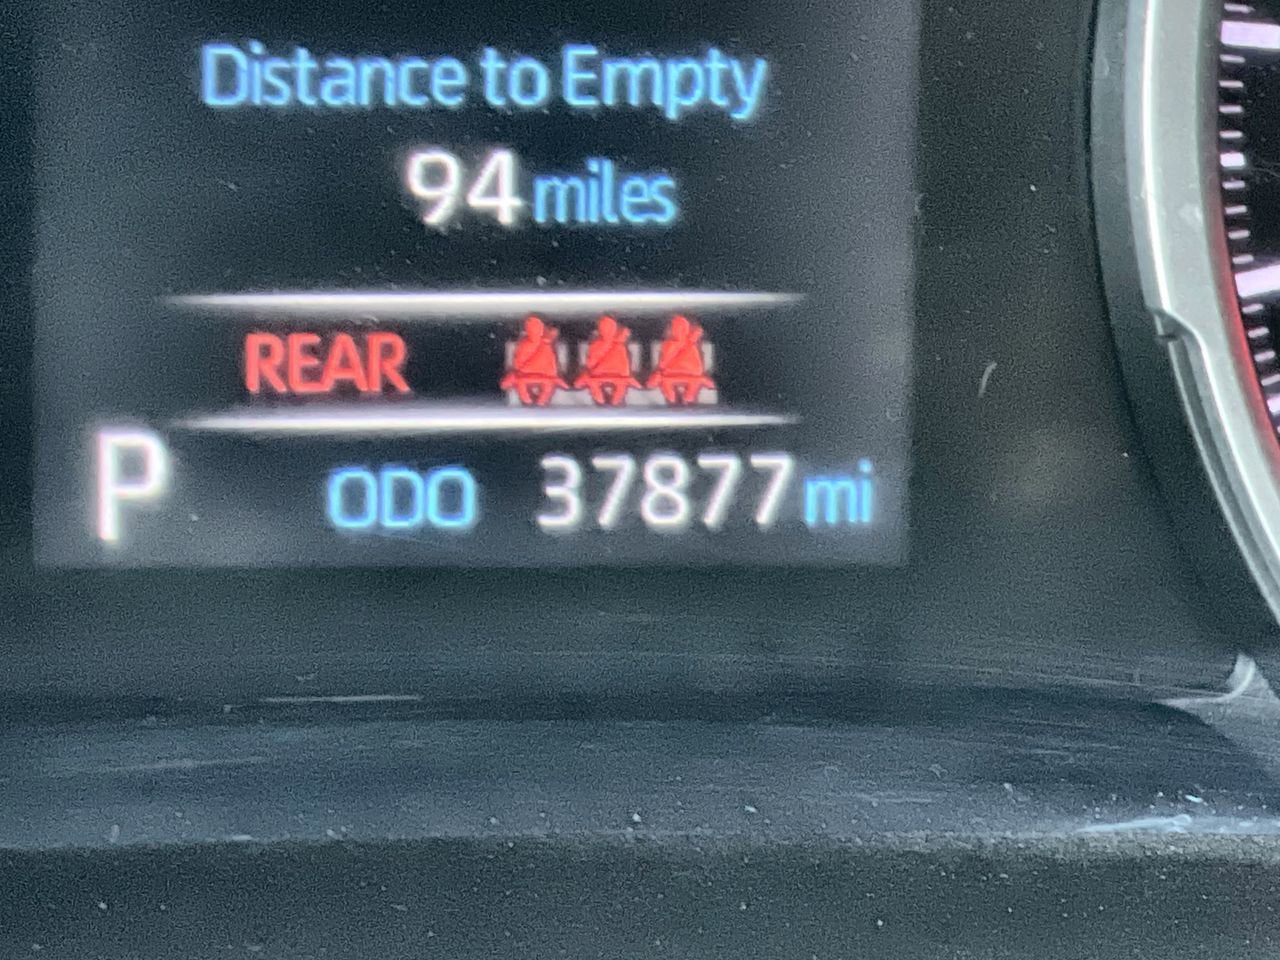 Distance to Empty
94 miles
REAR
P ODO 37877 mi